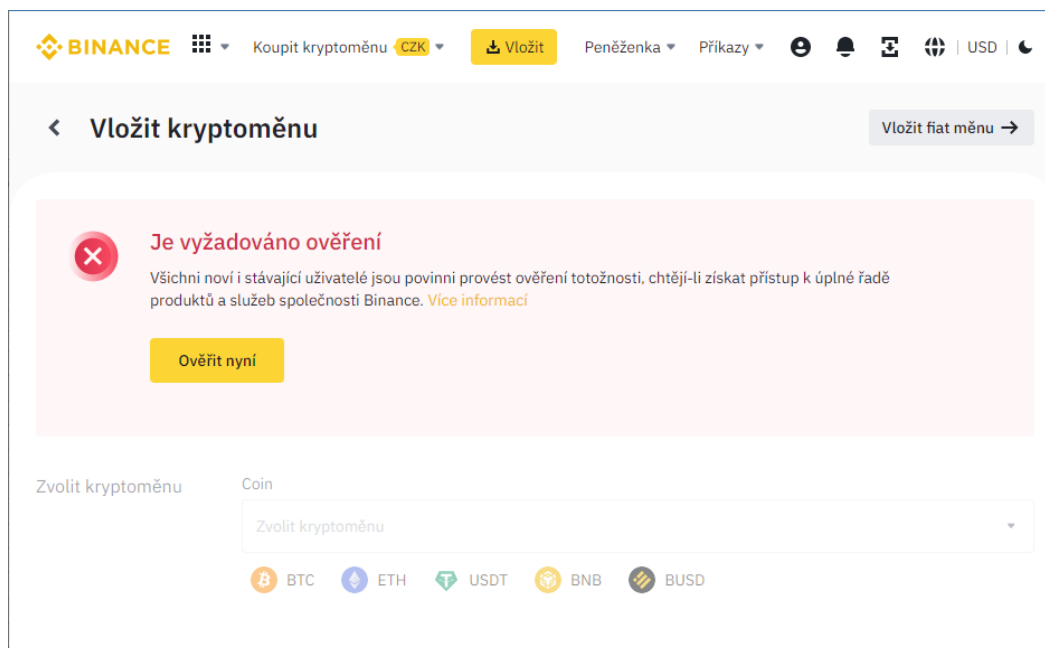 BINANCE Koupit kryptoměnu CZK Vložit Peněženka Příkazy | USD |
Vložit kryptoměnu
Vložit fiat měnu →
Je vyžadováno ověření
Všichni noví i stávající uživatelé jsou povinni provést ověření totožnosti, chtějí-li získat přístup k úplné řadě
produktů a služeb společnosti Binance. Více informací
Ověřit nyní
Zvolit kryptoměnu
Coin
Zvolit kryptoměnu
BTC ETH USDT BNB BUSD